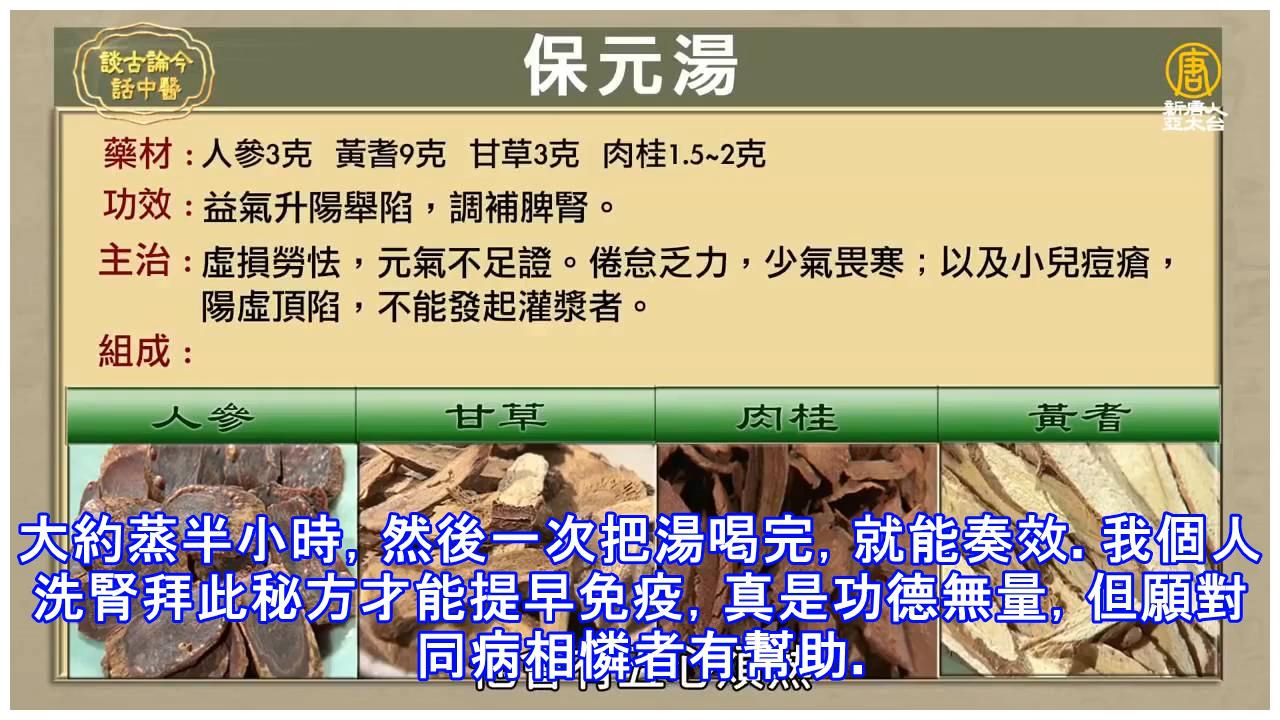 談古論今
話中醫
保元湯
唐
新唐人
亞太台
藥材：人參3克 黃耆9克 甘草3克 肉桂1.5~2克
功效：益氣升陽舉陷，調補脾腎。
主治：虛損勞怯，元氣不足證。倦怠乏力，少氣畏寒；以及小兒痘瘡，
陽虛頂陷，不能發起灌漿者。
組成：
人參 甘草 肉桂 黃耆
大約蒸半小時, 然後一次把湯喝完, 就能奏效. 我個人
洗腎拜此秘方才能提早免疫, 真是功德無量, 但願對
同病相憐者有幫助.